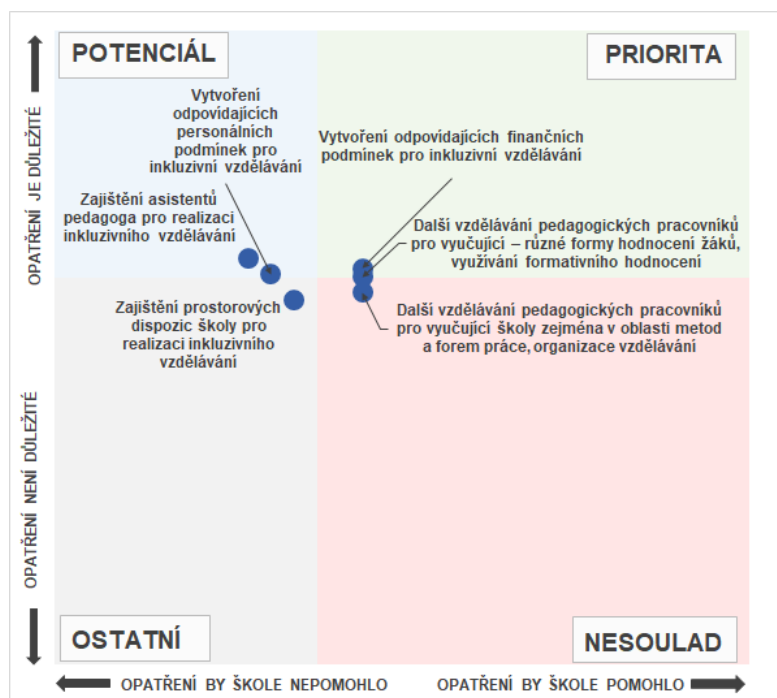 POTENCIÁL
PRIORITA
Vytvoření
odpovídajících
personálních
podmínek pro
inkluzivní vzdělávání
Vytvoření odpovídajících finančních
podmínek pro inkluzivní vzdělávání
Zajištění asistentů
pedagoga pro realizaci
inkluzivního vzdělávání
Další vzdělávání pedagogických pracovníků
pro vyučující – různé formy hodnocení žáků,
využívání formativního hodnocení
Zajištění prostorových
dispozic školy pro
realizaci inkluzivního
vzdělávání
Další vzdělávání pedagogických pracovníků
pro vyučující školy zejména v oblasti metod
a forem práce, organizace vzdělávání
OPATŘENÍ JE DŮLEŽITÉ
OPATŘENÍ NENÍ DŮLEŽITÉ
OSTATNÍ
NESOULAD
OPATŘENÍ BY ŠKOLE NEPOMOHLO
OPATŘENÍ BY ŠKOLE POMOHLO